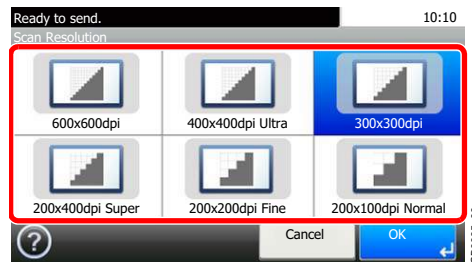 Ready to send. 10:10
Scan Resolution
600x600dpi 400x400dpi Ultra 300x300dpi
200x400dpi Super 200x200dpi Fine 200x100dpi Normal
? Cancel OK